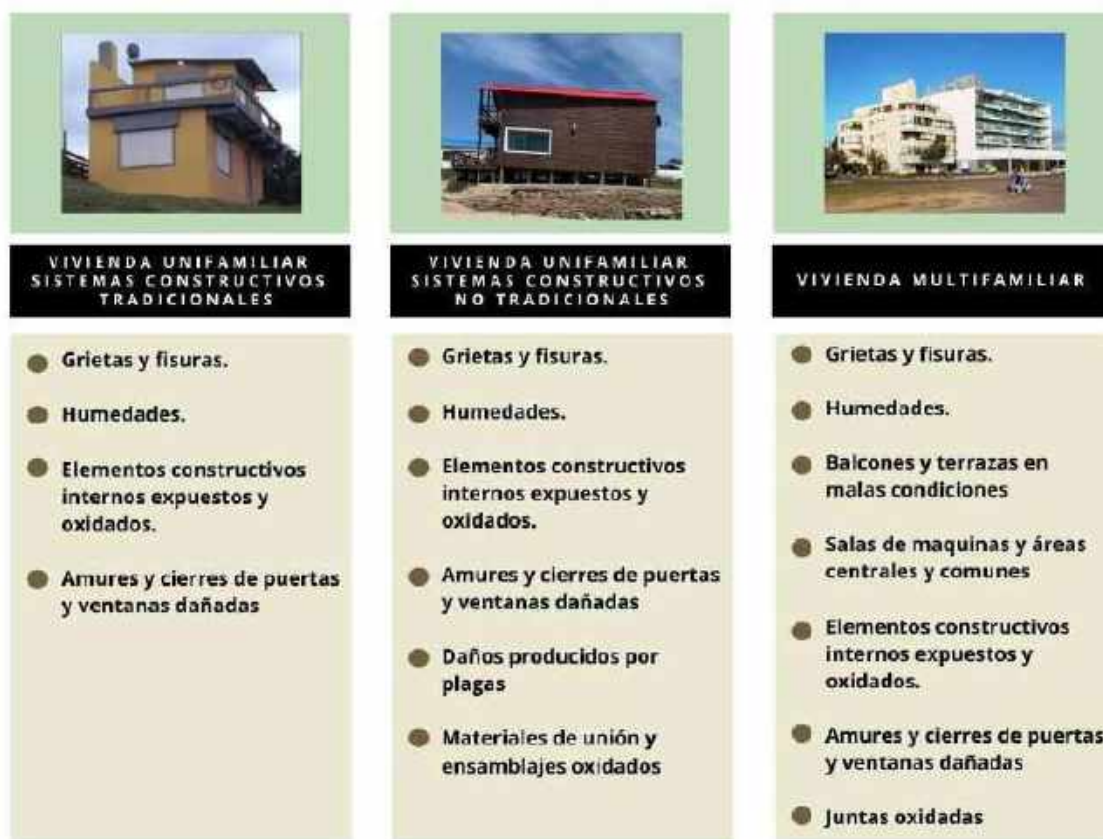 VIVIENDA UNIFAMILIAR
SISTEMAS CONSTRUCTIVOS
TRADICIONALES
Grietas y fisuras.
Humedades.
Elementos constructivos
internos expuestos y
oxidados.
Amures y cierres de puertas
y ventanas dañadas
VIVIENDA UNIFAMILIAR
SISTEMAS CONSTRUCTIVOS
NO TRADICIONALES
Grietas y fisuras.
Humedades.
Elementos constructivos
internos expuestos y
oxidados.
Amures y cierres de puertas
y ventanas dañadas
Daños producidos por
plagas
Materiales de unión y
ensamblajes oxidados
VIVIENDA MULTIFAMILIAR
Grietas y fisuras.
Humedades.
Balcones y terrazas en
malas condiciones
Salas de maquinas y áreas
centrales y comunes
Elementos constructivos
internos expuestos y
oxidados.
Amures y cierres de puertas
y ventanas dañadas
Juntas oxidadas